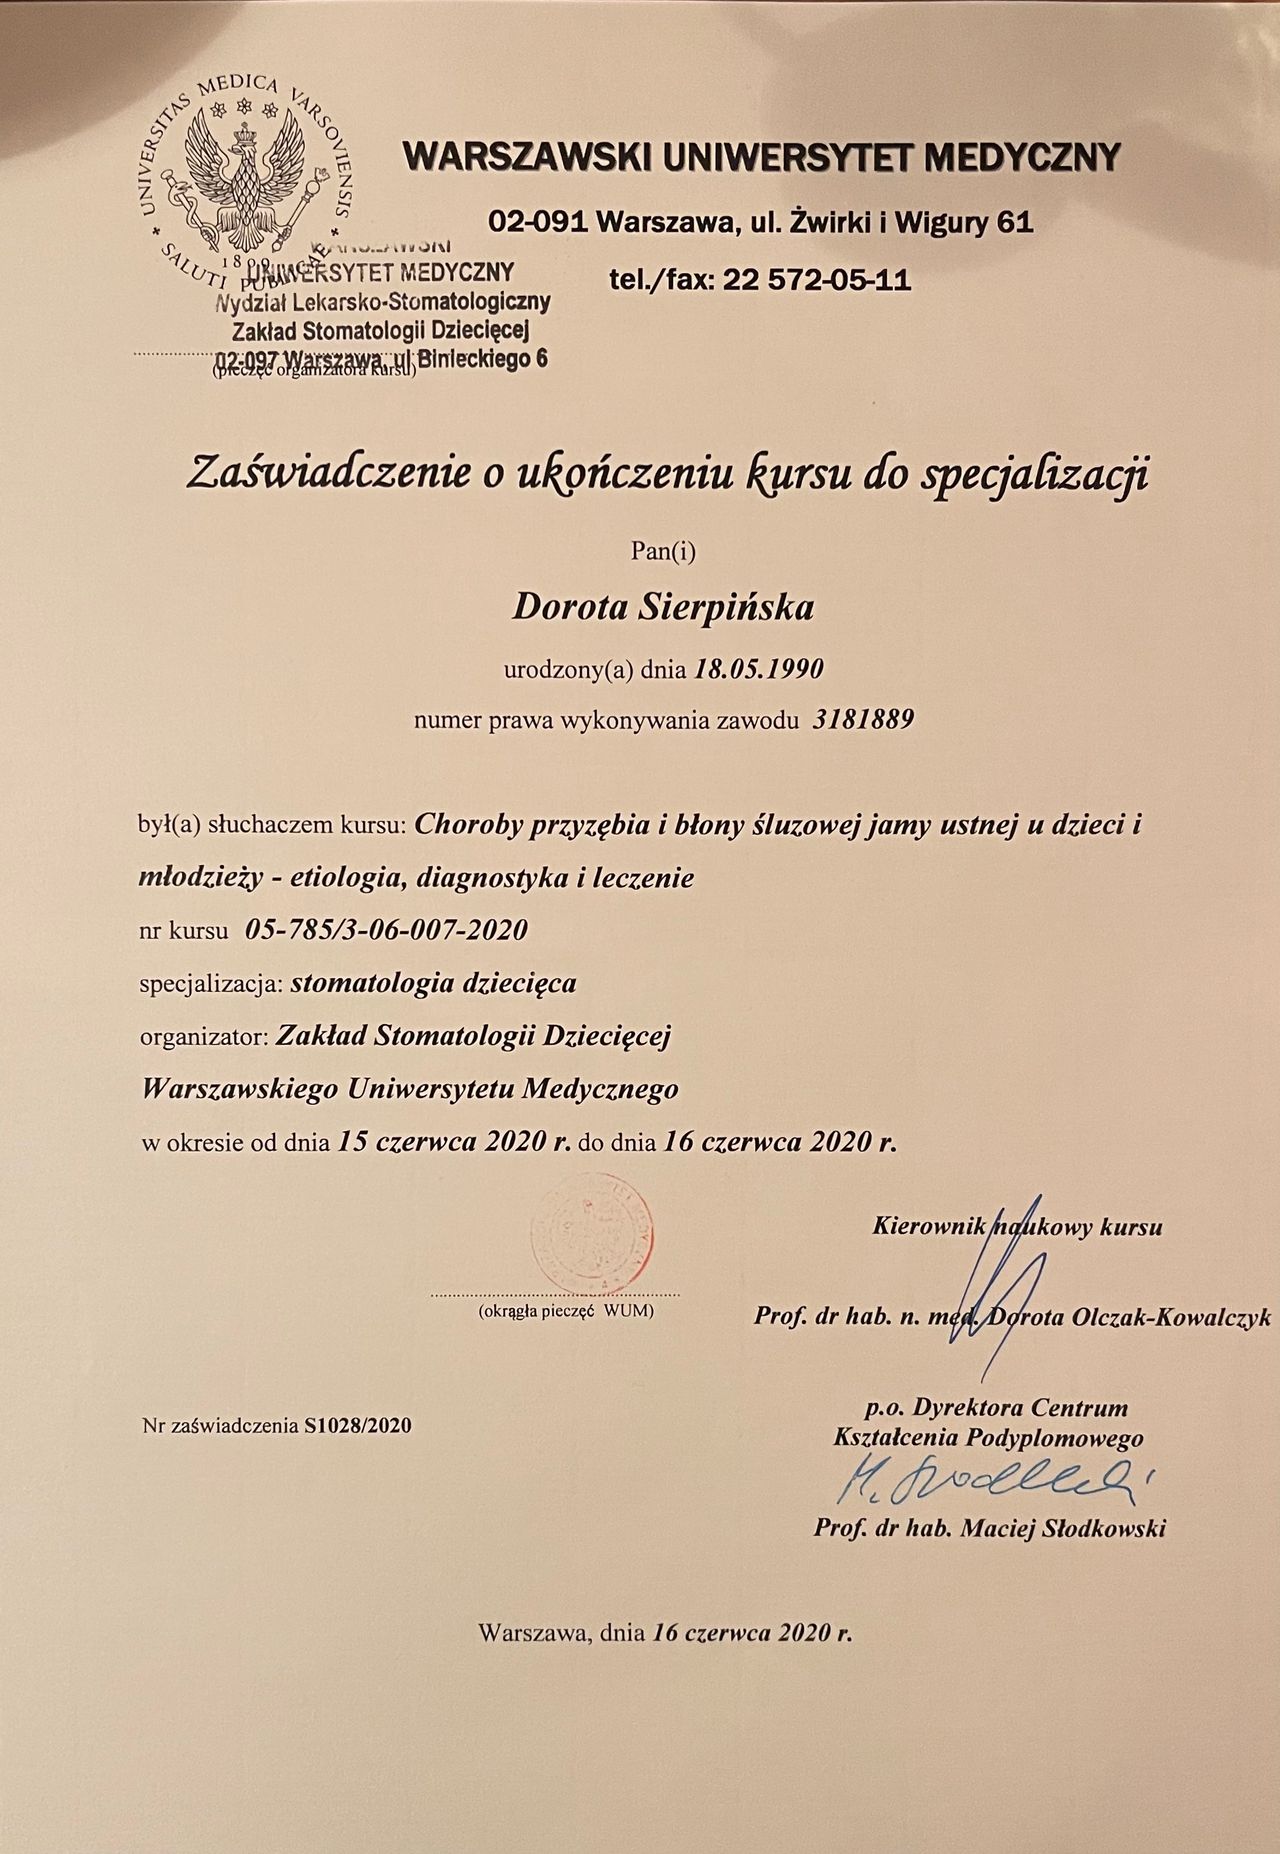 UNIVERSITAS MEDICA VARSOVIENSIS
SALUTI PUBLICAE
1809
WARSZAWSKI UNIWERSYTET MEDYCZNY
02-091 Warszawa, ul. Żwirki i Wigury 61
tel./fax: 22 572-05-11
WARSZAWSKI
UNIWERSYTET MEDYCZNY
Wydział Lekarsko-Stomatologiczny
Zakład Stomatologii Dziecięcej
02-097 Warszawa, ul Binieckiego 6
(pieczęć organizatora kursu)
Zaświadczenie o ukończeniu kursu do specjalizacji
Pan(i)
Dorota Sierpińska
urodzony(a) dnia 18.05.1990
numer prawa wykonywania zawodu 3181889
był(a) słuchaczem kursu: Choroby przyzębia i błony śluzowej jamy ustnej u dzieci i
młodzieży - etiologia, diagnostyka i leczenie
nr kursu 05-785/3-06-007-2020
specjalizacja: stomatologia dziecięca
organizator: Zakład Stomatologii Dziecięcej
Warszawskiego Uniwersytetu Medycznego
w okresie od dnia 15 czerwca 2020 r. do dnia 16 czerwca 2020 r.
(okrągła pieczęć WUM)
Kierownik naukowy kursu
Prof. dr hab. n. med. Dorota Olczak-Kowalczyk
Nr zaświadczenia S1028/2020
p.o. Dyrektora Centrum
Kształcenia Podyplomowego
Prof. dr hab. Maciej Słodkowski
Warszawa, dnia 16 czerwca 2020 r.